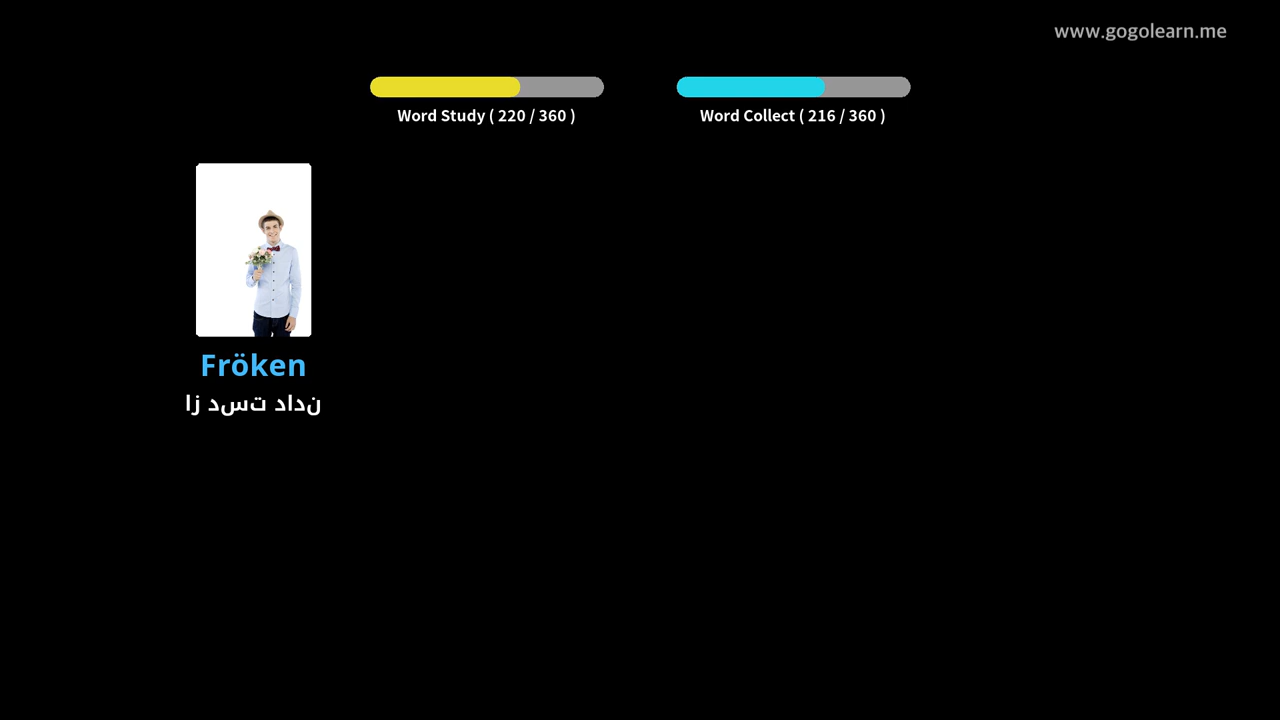 www.gogolearn.me
Word Study ( 220 / 360 )
Word Collect ( 216 / 360 )
Fröken
نداد تسد زا